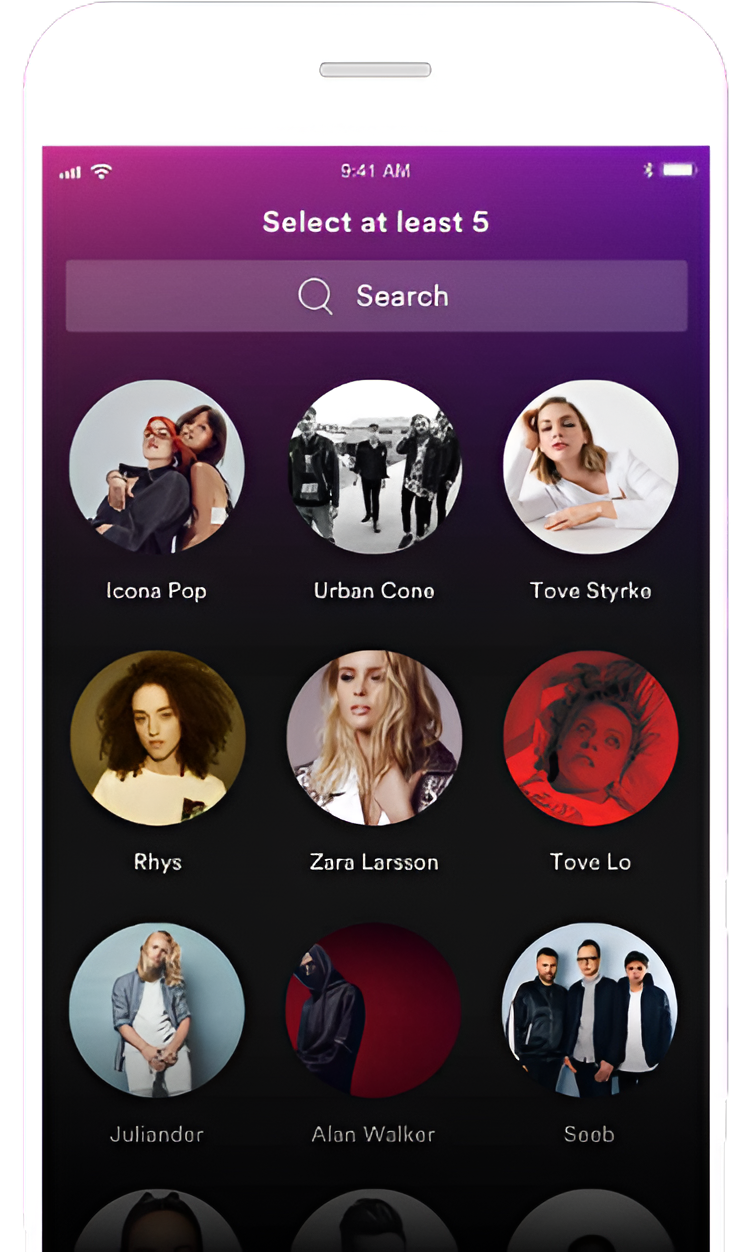 9:41 AM
Select at least 5
Search
Icona Pop
Urban Cone
Tove Styrke
Rhys
Zara Larsson
Tove Lo
Juliander
Alan Walker
Seeb